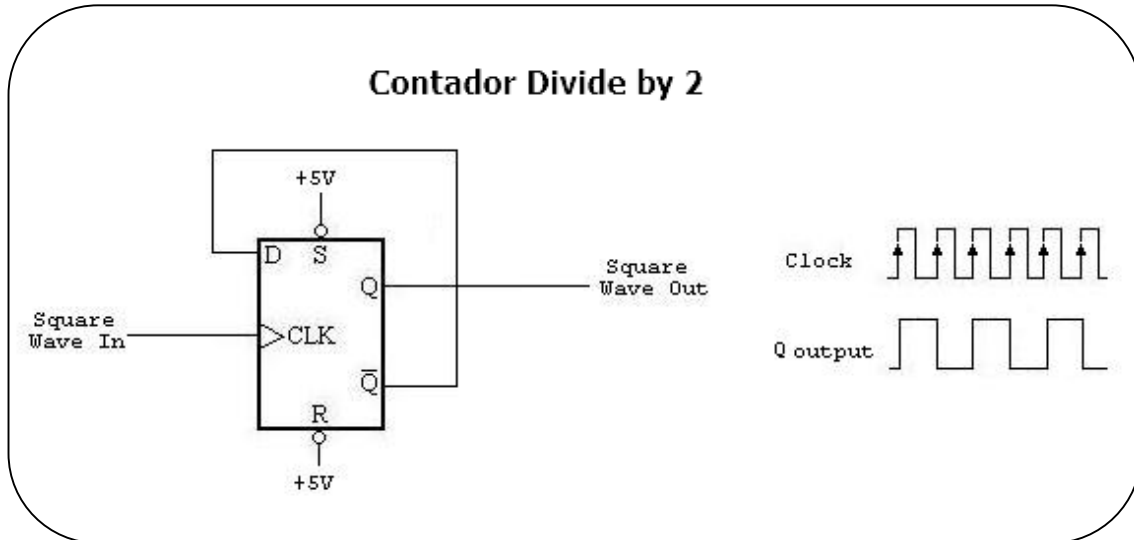 Contador Divide by 2
+5V
D
S
Q
Square
Wave Out
Square
Wave In
CLK
Q̅
R
+5V
Clock
Q output